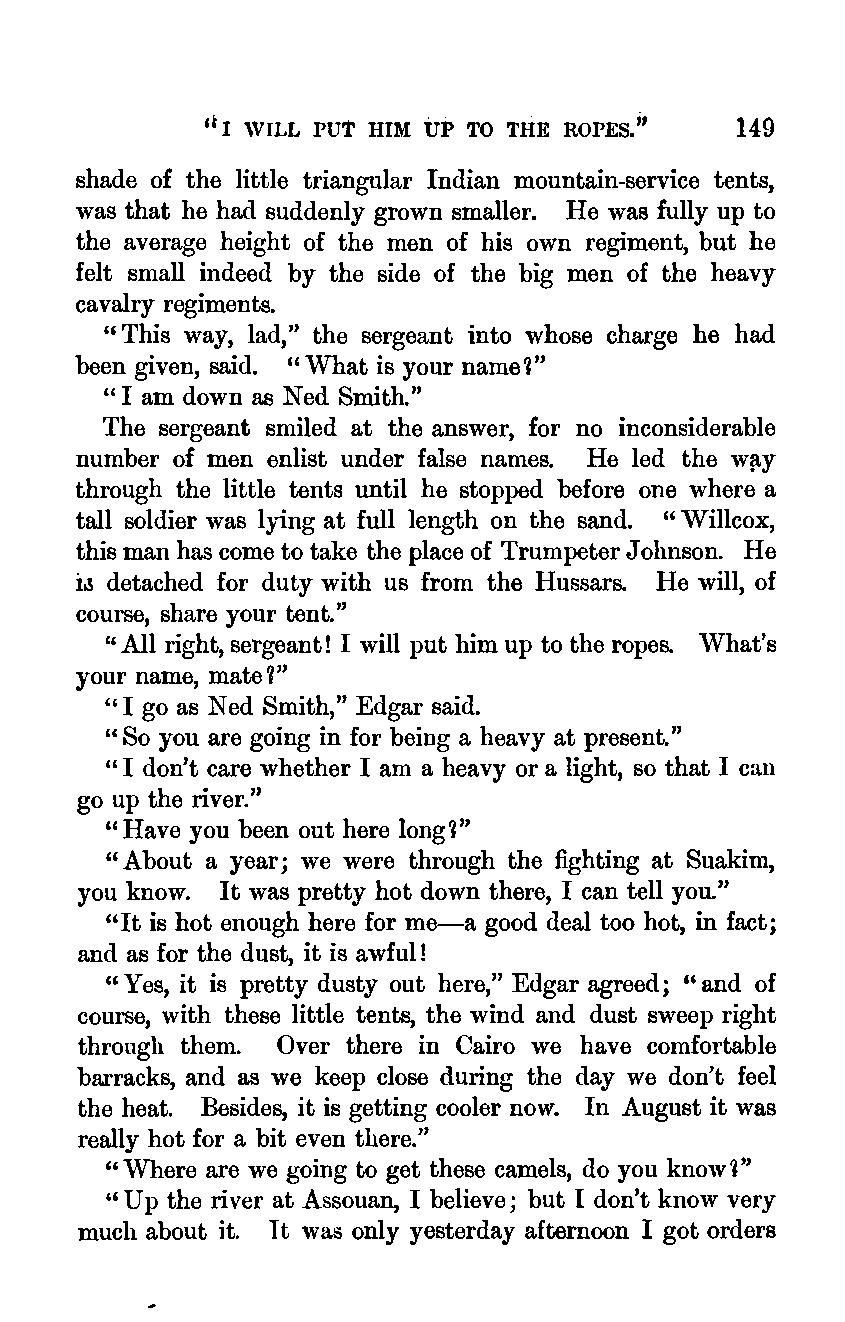 "I WILL PUT HIM UP TO THE ROPES." 149
shade of the little triangular Indian mountain-service tents,
was that he had suddenly grown smaller. He was fully up to
the average height of the men of his own regiment, but he
felt small indeed by the side of the big men of the heavy
cavalry regiments.
"This way, lad," the sergeant into whose charge he had
been given, said. "What is your name?"
"I am down as Ned Smith."
The sergeant smiled at the answer, for no inconsiderable
number of men enlist under false names. He led the way
through the little tents until he stopped before one where a
tall soldier was lying at full length on the sand. "Willcox,
this man has come to take the place of Trumpeter Johnson. He
is detached for duty with us from the Hussars. He will, of
course, share your tent."
"All right, sergeant! I will put him up to the ropes. What's
your name, mate?"
"I go as Ned Smith," Edgar said.
"So you are going in for being a heavy at present."
"I don't care whether I am a heavy or a light, so that I can
go up the river."
"Have you been out here long?"
"About a year; we were through the fighting at Suakim,
you know. It was pretty hot down there, I can tell you."
"It is hot enough here for me—a good deal too hot, in fact;
and as for the dust, it is awful!
"Yes, it is pretty dusty out here," Edgar agreed; "and of
course, with these little tents, the wind and dust sweep right
through them. Over there in Cairo we have comfortable
barracks, and as we keep close during the day we don't feel
the heat. Besides, it is getting cooler now. In August it was
really hot for a bit even there."
"Where are we going to get these camels, do you know?"
"Up the river at Assouan, I believe; but I don't know very
much about it. It was only yesterday afternoon I got orders